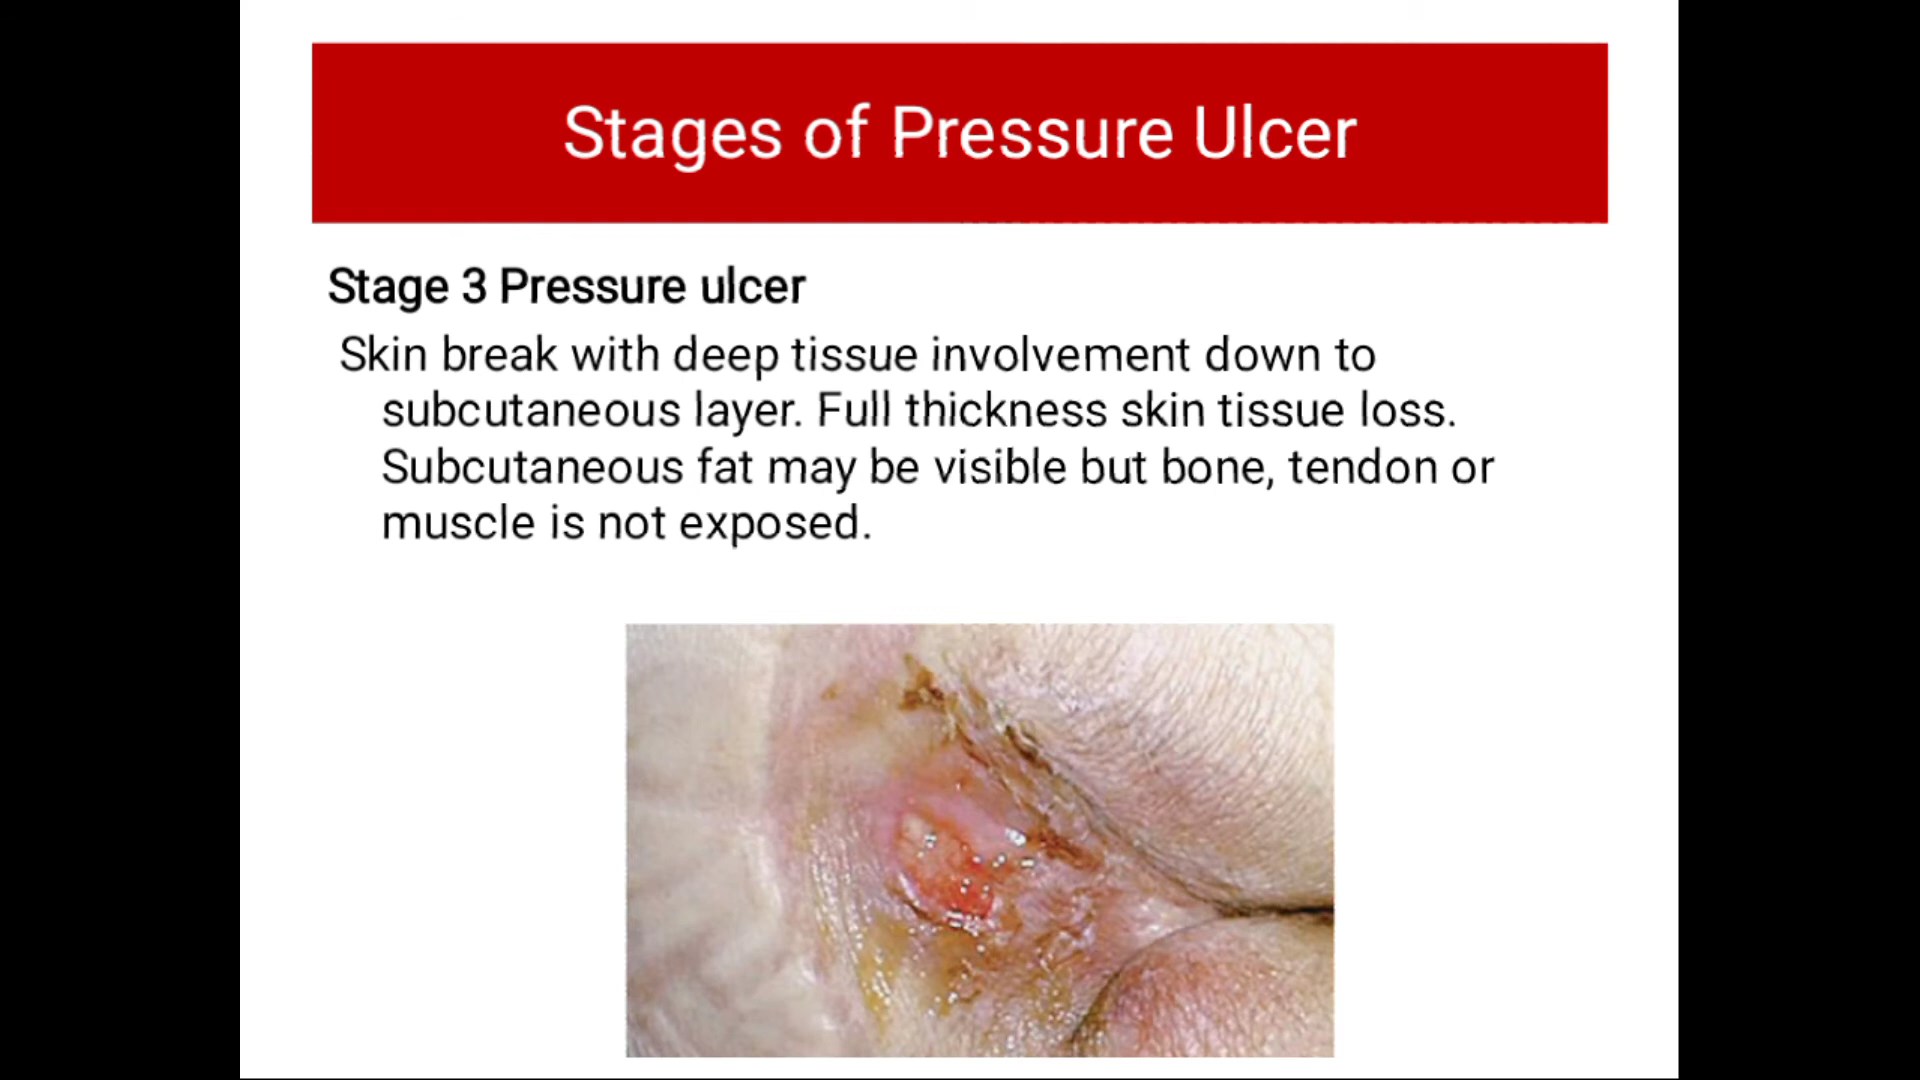 Stages of Pressure Ulcer
Stage 3 Pressure ulcer
Skin break with deep tissue involvement down to
subcutaneous layer. Full thickness skin tissue loss.
Subcutaneous fat may be visible but bone, tendon or
muscle is not exposed.